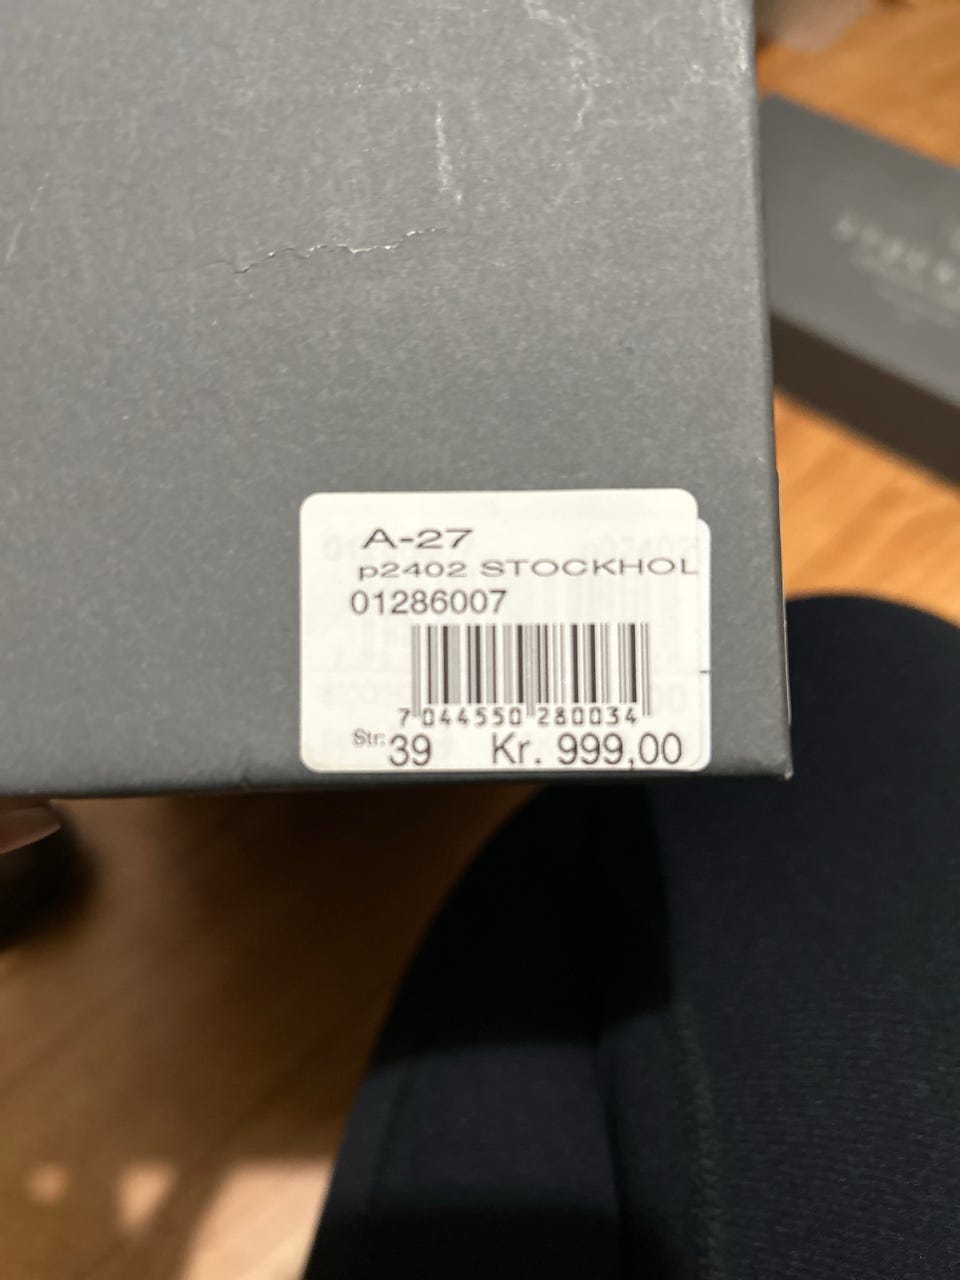 A-27
p2402 STOCKHOL
01286007
7 044550 280034
Str: 39 Kr. 999,00